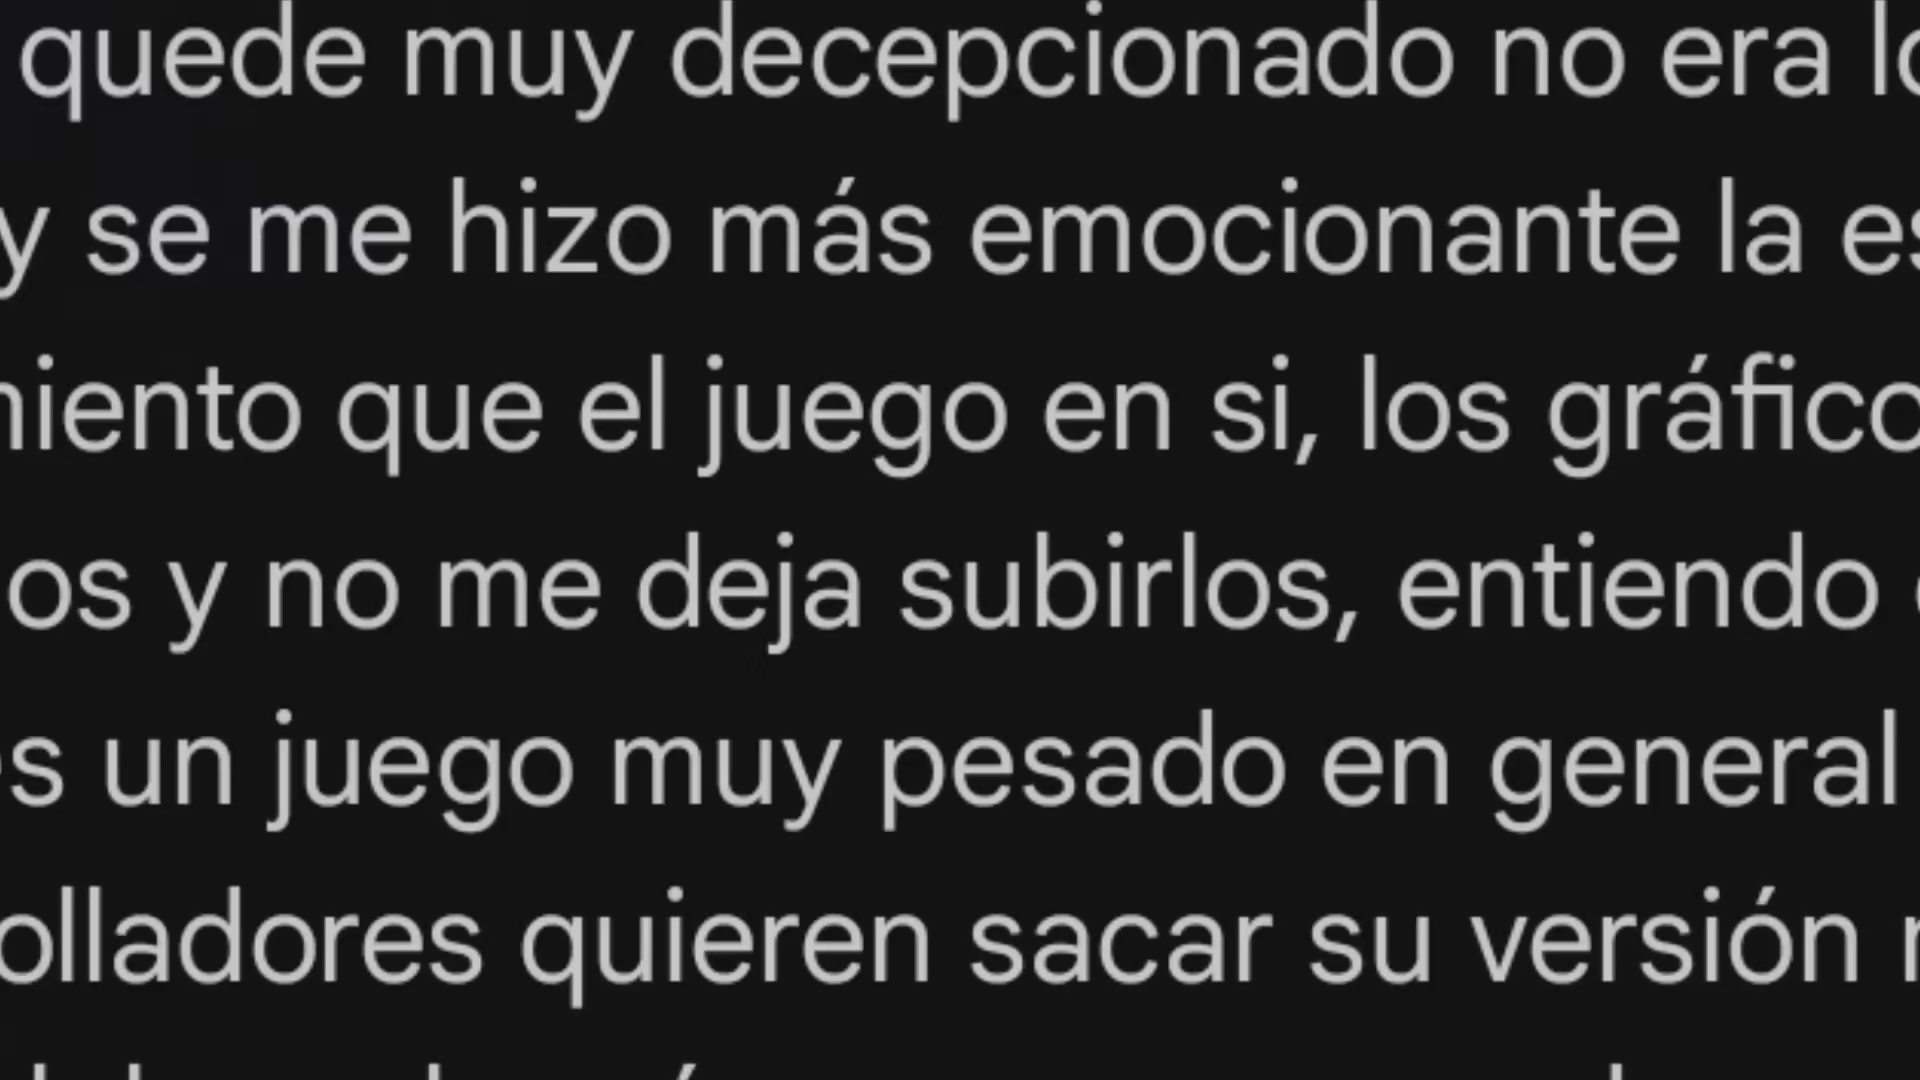 quede muy decepcionado no era lo
y se me hizo más emocionante la es
miento que el juego en si, los gráfico
os y no me deja subirlos, entiendo
es un juego muy pesado en general
olladores quieren sacar su versión